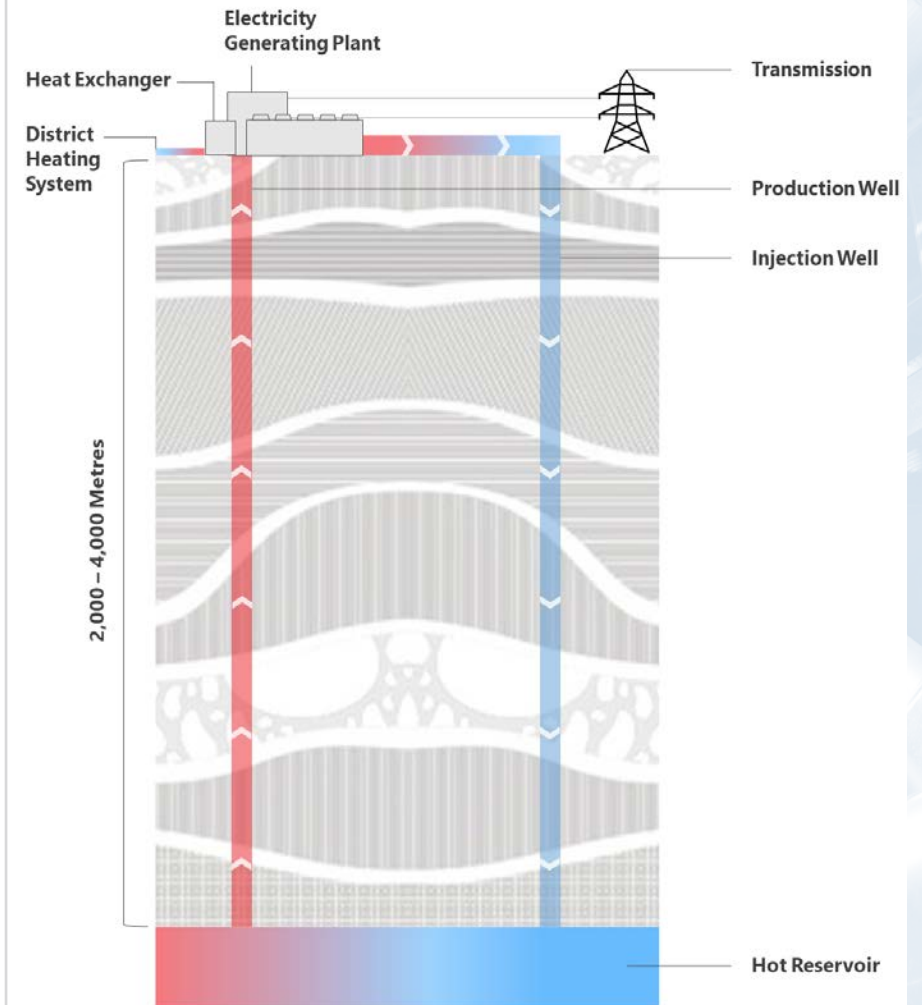 Electricity
Generating Plant
Heat Exchanger
Transmission
District
Heating
System
Production Well
Injection Well
2,000 – 4,000 Metres
Hot Reservoir